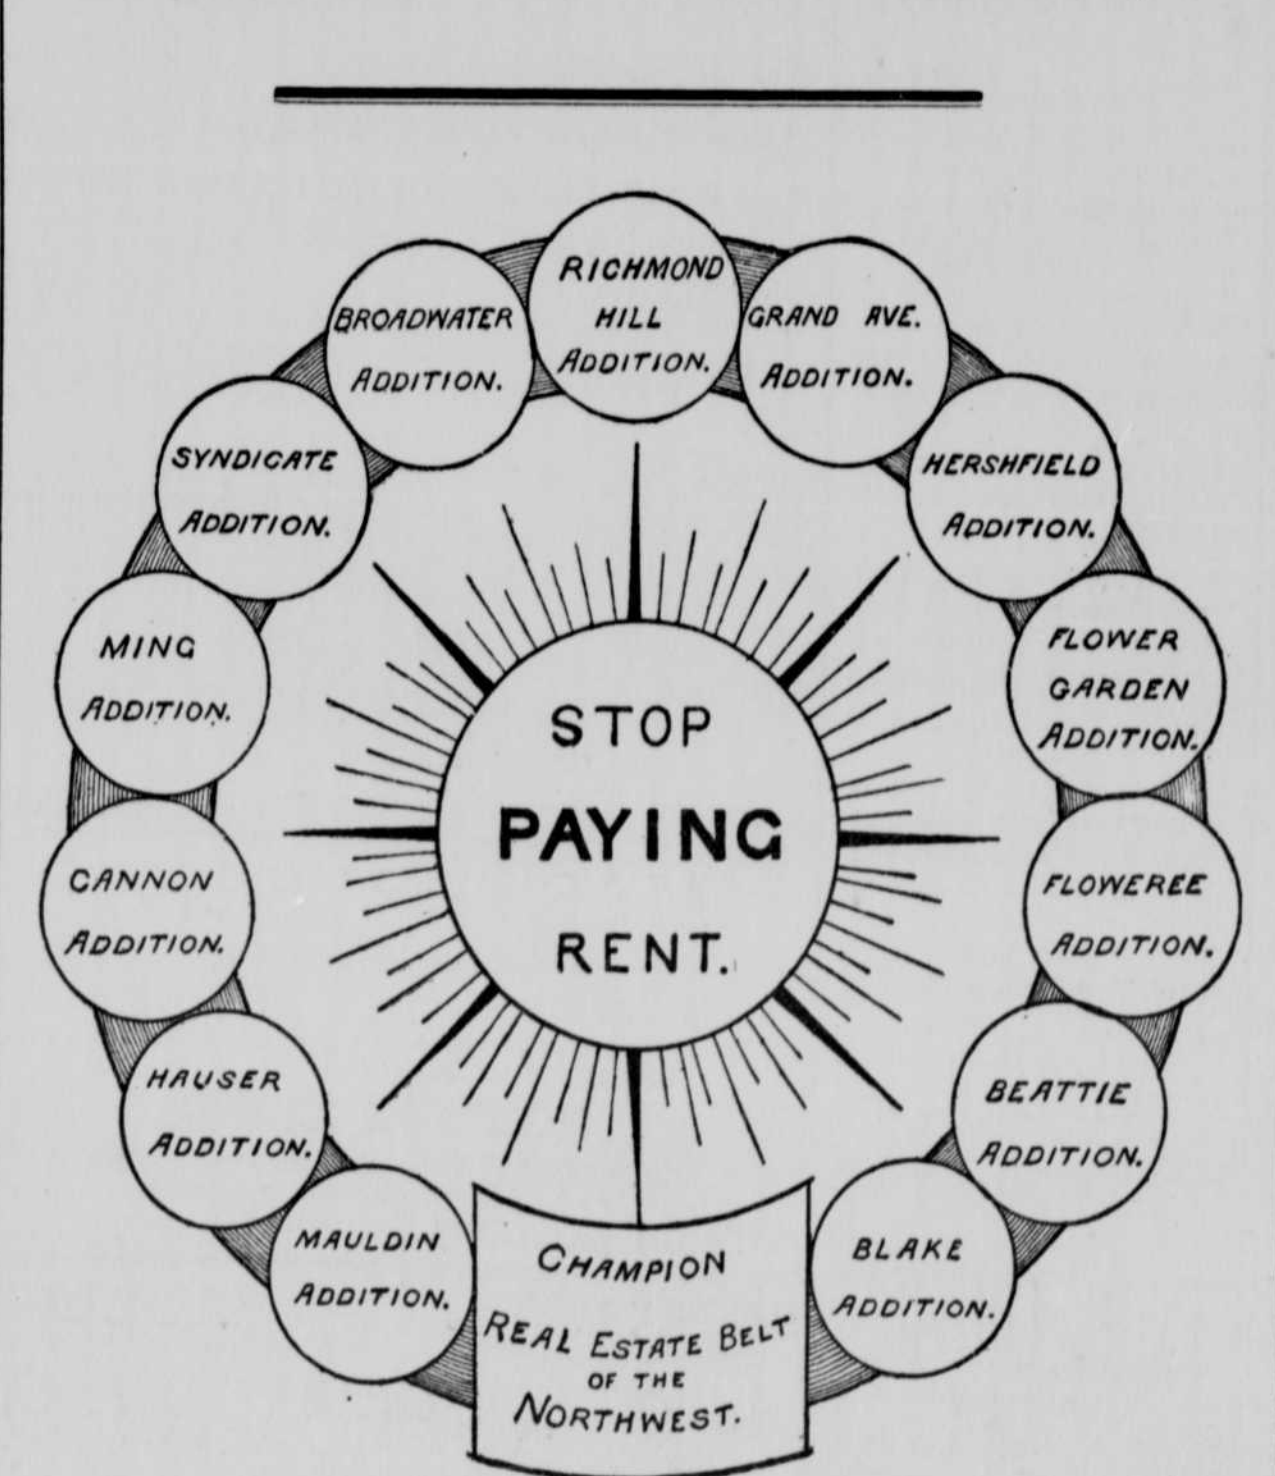 RICHMOND
HILL
ADDITION.
GRAND AVE.
ADDITION.
HERSHFIELD
ADDITION.
FLOWER
GARDEN
ADDITION.
FLOWEREE
ADDITION.
BEATTIE
ADDITION.
BLAKE
ADDITION.
CHAMPION
REAL ESTATE BELT
OF THE
NORTHWEST.
MAULDIN
ADDITION.
HAUSER
ADDITION.
CANNON
ADDITION.
MING
ADDITION.
SYNDICATE
ADDITION.
BROADWATER
ADDITION.
STOP
PAYING
RENT.